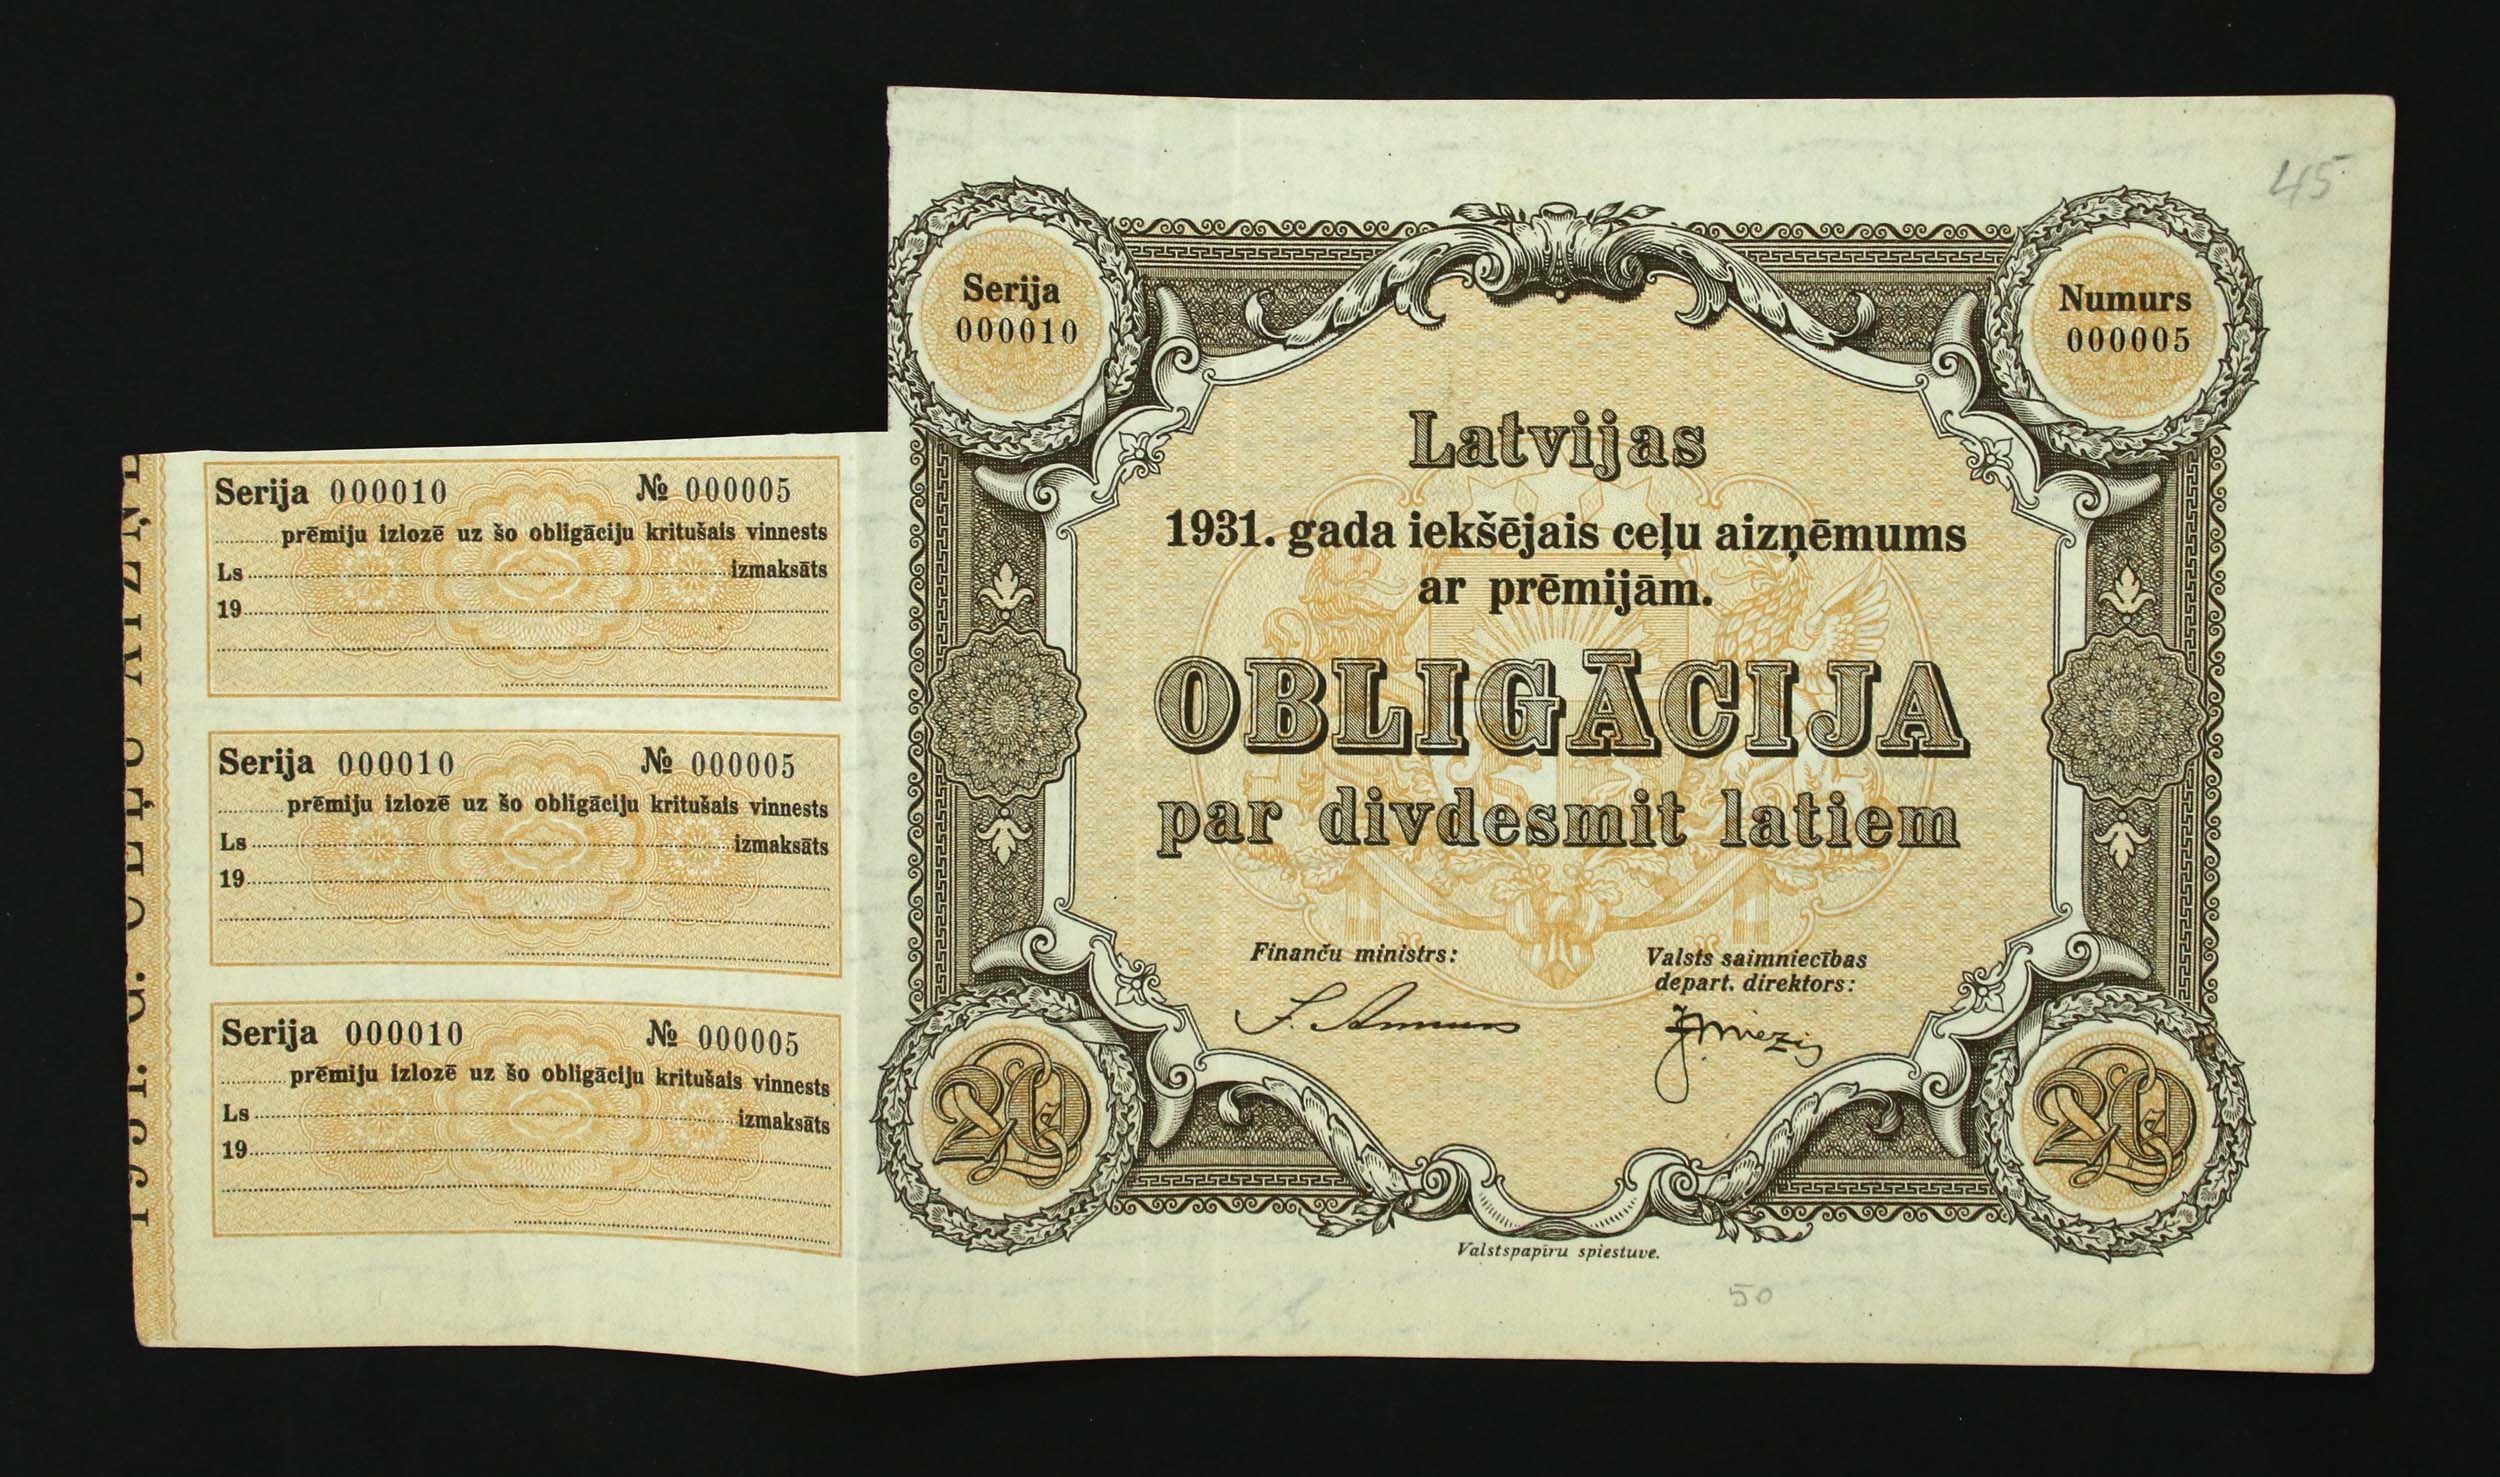 45
Serija
000010
Numurs
000005
Latvijas
1931. gada iekšējais ceļu aizņēmums
ar prēmijām.
OBLIGĀCIJA
par divdesmit latiem
Finanču ministrs:
Valsts saimniecības
depart. direktors:
20 Ls
20 Ls
Valstspapīru spiestuve.
50
Serija 000010 № 000005
prēmiju izlozē uz šo obligāciju kritušais vinnests
Ls izmaksāts
19
Serija 000010 № 000005
prēmiju izlozē uz šo obligāciju kritušais vinnests
Ls izmaksāts
19
Serija 000010 № 000005
prēmiju izlozē uz šo obligāciju kritušais vinnests
Ls izmaksāts
19